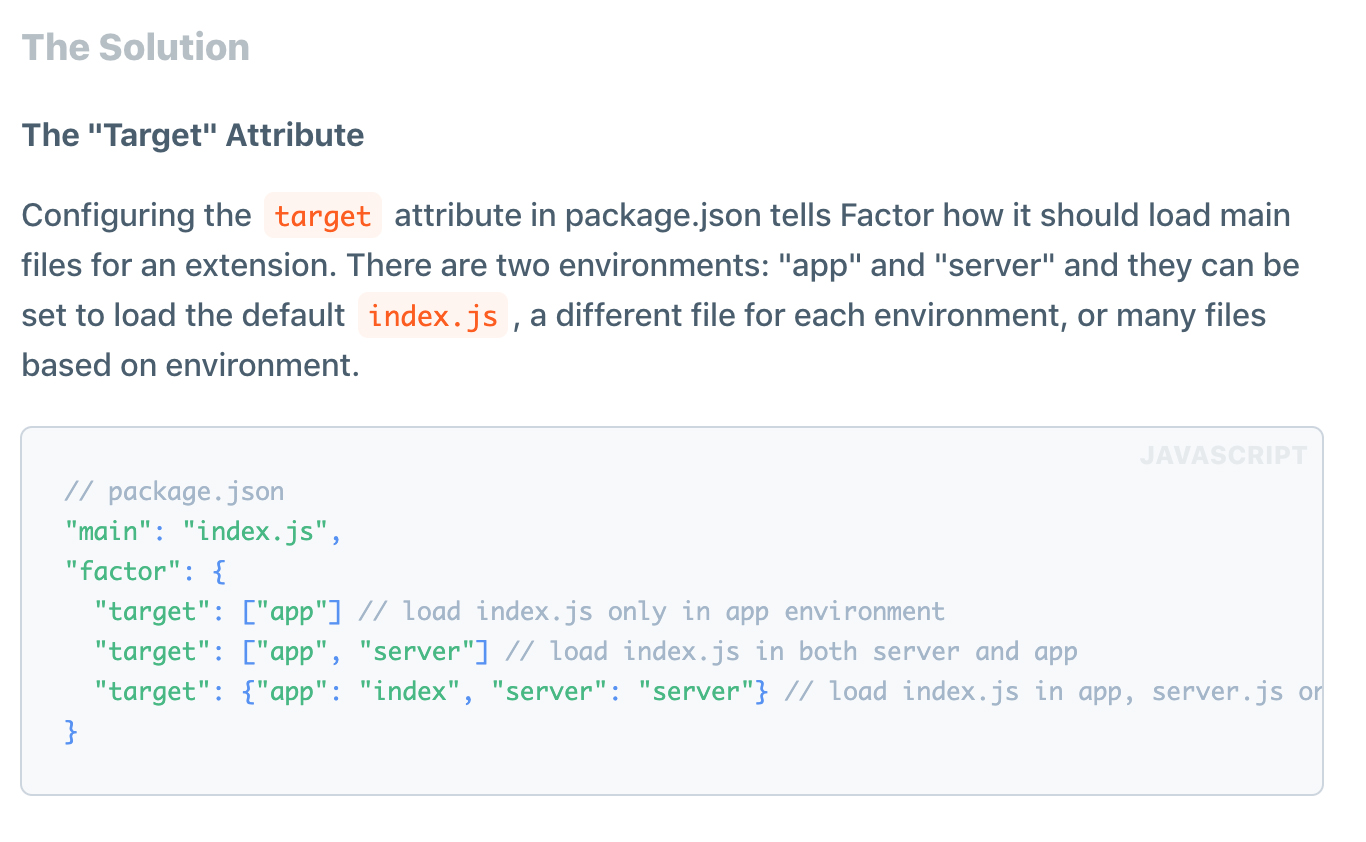 The Solution
The "Target" Attribute
Configuring the target attribute in package.json tells Factor how it should load main
files for an extension. There are two environments: "app" and "server" and they can be
set to load the default index.js , a different file for each environment, or many files
based on environment.
JAVASCRIPT
// package.json
"main": "index.js",
"factor": {
  "target": ["app"] // load index.js only in app environment
  "target": ["app", "server"] // load index.js in both server and app
  "target": {"app": "index", "server": "server"} // load index.js in app, server.js
}